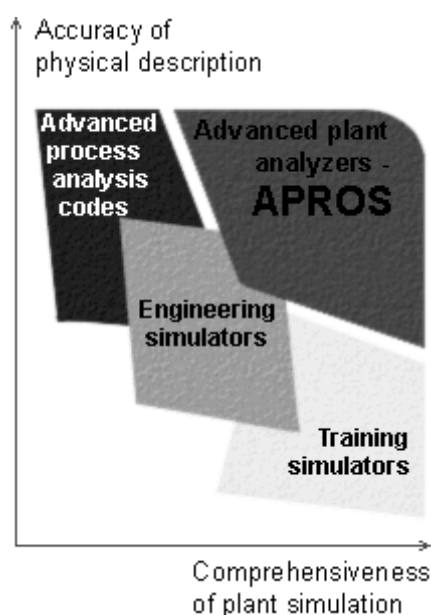 Accuracy of
physical description
Advanced
process
analysis
codes
Advanced plant
analyzers -
APROS
Engineering
simulators
Training
simulators
Comprehensiveness
of plant simulation